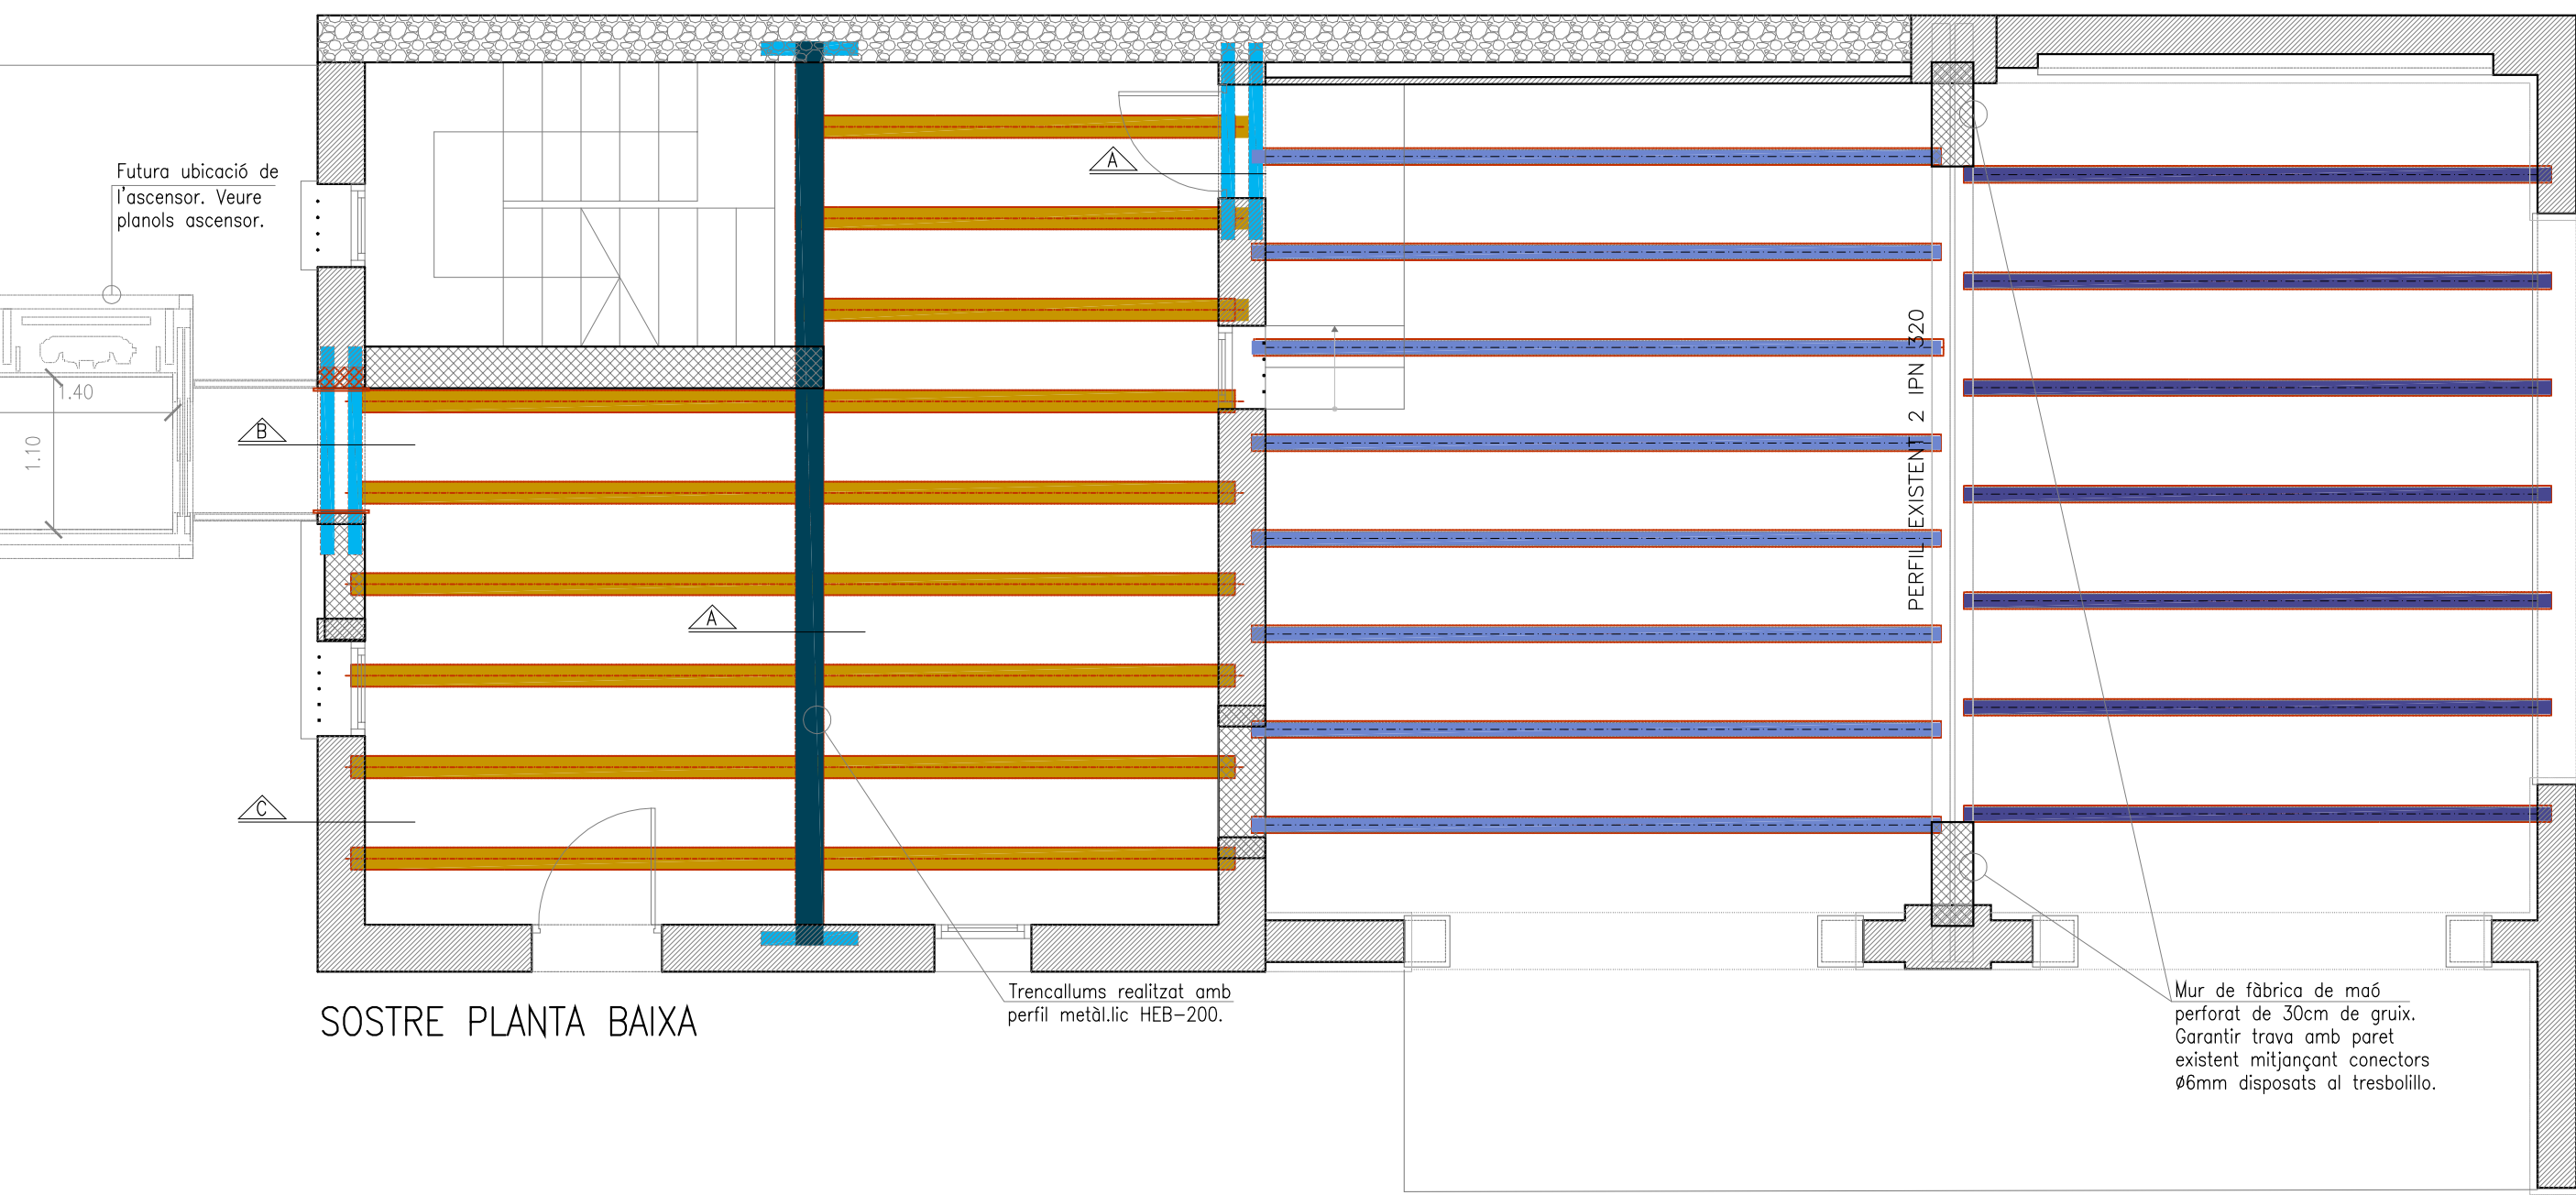 Futura ubicació de
l'ascensor. Veure
planols ascensor.
1.40
1.10
A
B
A
C
PERFIL EXISTENT 2 IPN 320
Trencallums realitzat amb
perfil metàl.lic HEB-200.
SOSTRE PLANTA BAIXA
Mur de fàbrica de maó
perforat de 30cm de gruix.
Garantir trava amb paret
existent mitjançant conectors
Ø6mm disposats al tresbolillo.